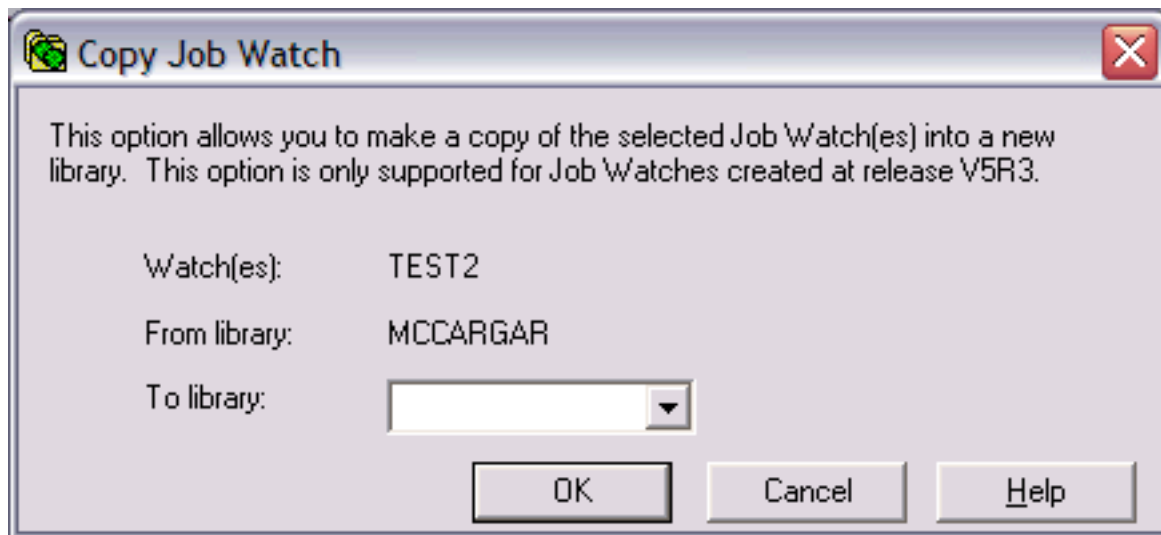 Copy Job Watch
This option allows you to make a copy of the selected Job Watch(es) into a new
library.  This option is only supported for Job Watches created at release V5R3.
Watch(es): TEST2
From library: MCCARGAR
To library:
OK Cancel Help